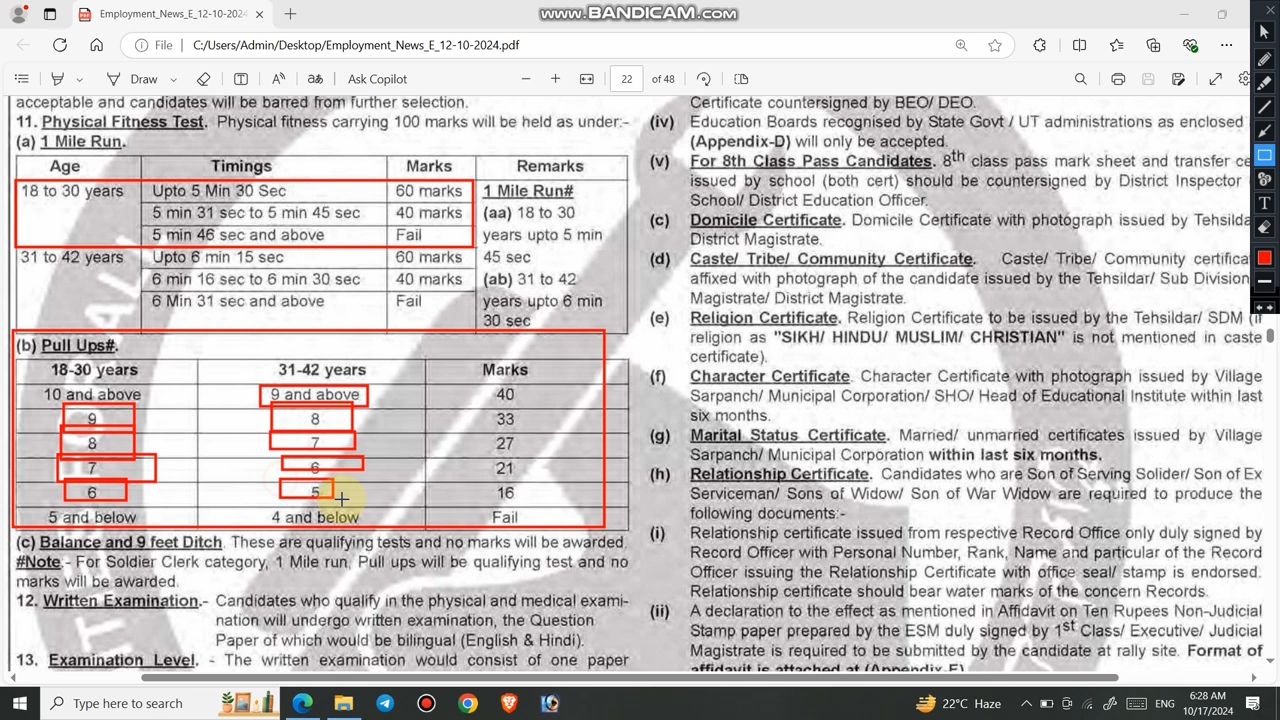 Employment_News_E_12-10-2024
www.BANDICAM.com
File
C:/Users/Admin/Desktop/Employment_News_E_12-10-2024.pdf
Draw
Ask Copilot
22
of 48
acceptable and candidates will be barred from further selection.
11. Physical Fitness Test. Physical fitness carrying 100 marks will be held as under:-
(a) 1 Mile Run.
Age Timings Marks Remarks
18 to 30 years Upto 5 Min 30 Sec 60 marks 1 Mile Run#
5 min 31 sec to 5 min 45 sec 40 marks (aa) 18 to 30
5 min 46 sec and above Fail years upto 5 min
31 to 42 years Upto 6 min 15 sec 60 marks 45 sec
6 min 16 sec to 6 min 30 sec 40 marks (ab) 31 to 42
6 Min 31 sec and above Fail years upto 6 min
30 sec
(b) Pull Ups#.
18-30 years 31-42 years Marks
10 and above 9 and above 40
9 8 33
8 7 27
7 6 21
6 5 16
5 and below 4 and below Fail
(c) Balance and 9 feet Ditch. These are qualifying tests and no marks will be awarded.
#Note.- For Soldier Clerk category, 1 Mile run, Pull ups will be qualifying test and no
marks will be awarded.
12. Written Examination.- Candidates who qualify in the physical and medical exami-
nation will undergo written examination, the Question
Paper of which would be bilingual (English & Hindi).
13. Examination Level. - The written examination would consist of one paper
Certificate countersigned by BEO/ DEO.
(iv) Education Boards recognised by State Govt / UT administrations as enclosed
(Appendix-D) will only be accepted.
(v) For 8th Class Pass Candidates. 8th class pass mark sheet and transfer ce
issued by school (both cert) should be countersigned by District Inspector
School/ District Education Officer.
(c) Domicile Certificate. Domicile Certificate with photograph issued by Tehsilda
District Magistrate.
(d) Caste/ Tribe/ Community Certificate. Caste/ Tribe/ Community certifica
affixed with photograph of the candidate issued by the Tehsildar/ Sub Division
Magistrate/ District Magistrate.
(e) Religion Certificate. Religion Certificate to be issued by the Tehsildar/ SDM (if
religion as "SIKH/ HINDU/ MUSLIM/ CHRISTIAN" is not mentioned in caste
certificate).
(f) Character Certificate. Character Certificate with photograph issued by Village
Sarpanch/ Municipal Corporation/ SHO/ Head of Educational Institute within last
six months.
(g) Marital Status Certificate. Married/ unmarried certificates issued by Village
Sarpanch/ Municipal Corporation within last six months.
(h) Relationship Certificate. Candidates who are Son of Serving Solider/ Son of Ex
Serviceman/ Sons of Widow/ Son of War Widow are required to produce the
following documents:-
(i) Relationship certificate issued from respective Record Office only duly signed by
Record Officer with Personal Number, Rank, Name and particular of the Record
Officer issuing the Relationship Certificate with office seal/ stamp is endorsed.
Relationship certificate should bear water marks of the concern Records.
(ii) A declaration to the effect as mentioned in Affidavit on Ten Rupees Non-Judicial
Stamp paper prepared by the ESM duly signed by 1st Class/ Executive/ Judicial
Magistrate is required to be submitted by the candidate at rally site. Format of
affidavit is attached at (Appendix-E)
Type here to search
22°C Haze
ENG
6:28 AM
10/17/2024